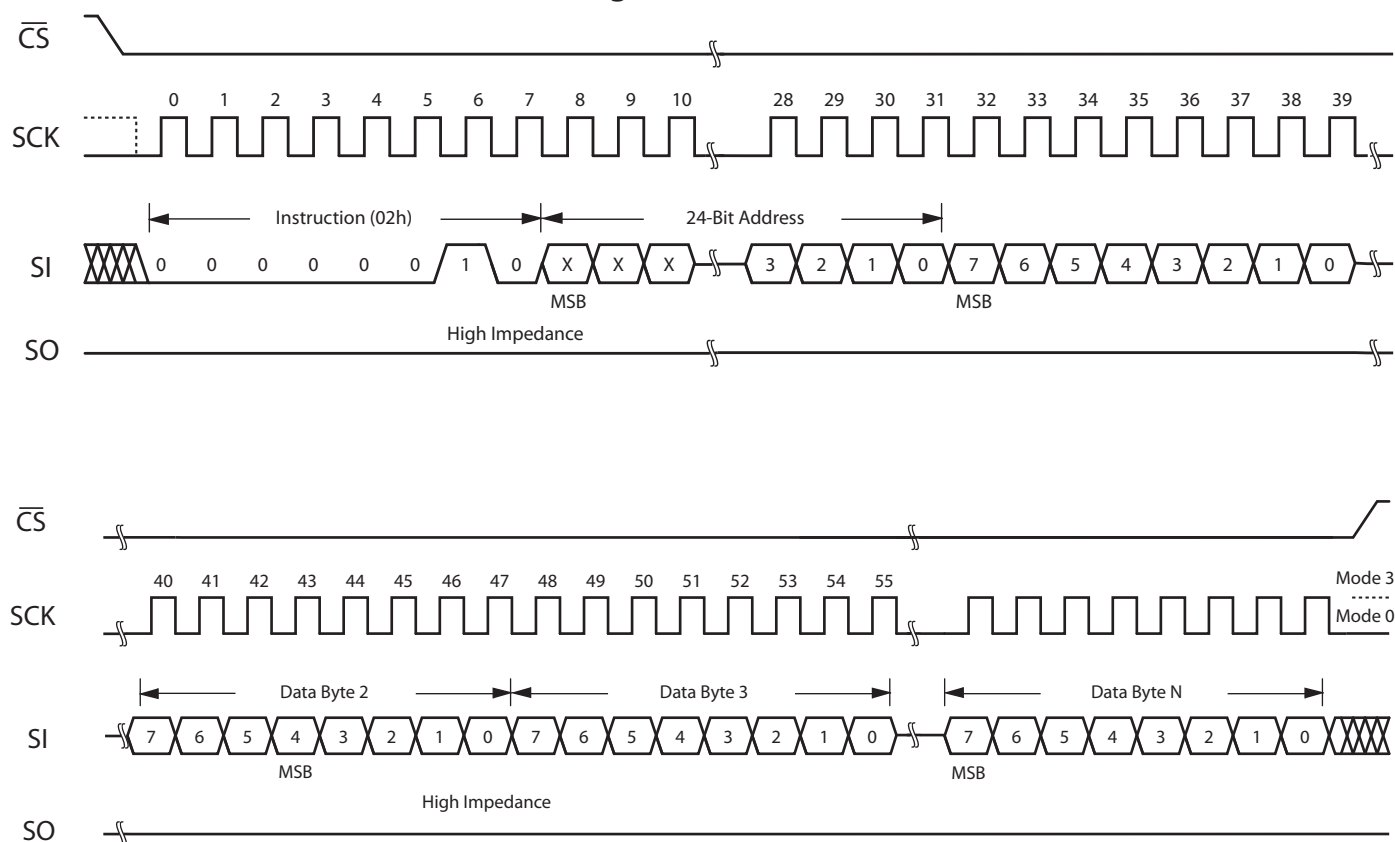 CS
0 1 2 3 4 5 6 7 8 9 10 28 29 30 31 32 33 34 35 36 37 38 39
SCK
Instruction (02h) 24-Bit Address
SI 0 0 0 0 0 0 1 0 X X X 3 2 1 0 7 6 5 4 3 2 1 0
MSB MSB
High Impedance
SO
CS
40 41 42 43 44 45 46 47 48 49 50 51 52 53 54 55 Mode 3
SCK Mode 0
Data Byte 2 Data Byte 3 Data Byte N
SI 7 6 5 4 3 2 1 0 7 6 5 4 3 2 1 0 7 6 5 4 3 2 1 0
MSB MSB
High Impedance
SO